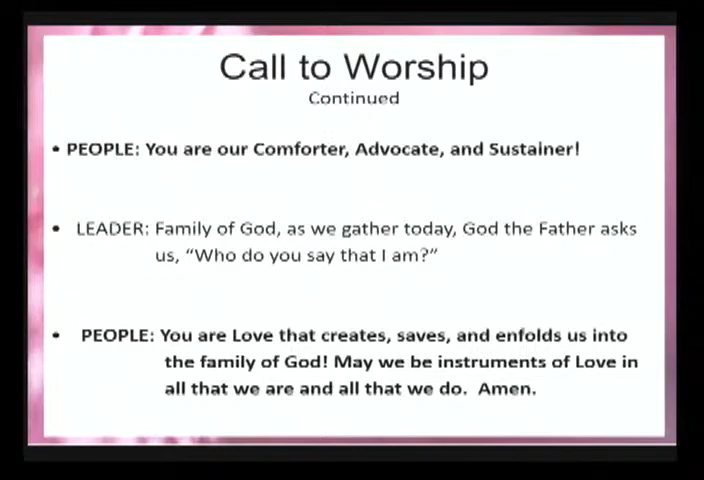 Call to Worship
Continued
• PEOPLE: You are our Comforter, Advocate, and Sustainer!
• LEADER: Family of God, as we gather today, God the Father asks
us, “Who do you say that I am?”
• PEOPLE: You are Love that creates, saves, and enfolds us into
the family of God! May we be instruments of Love in
all that we are and all that we do. Amen.